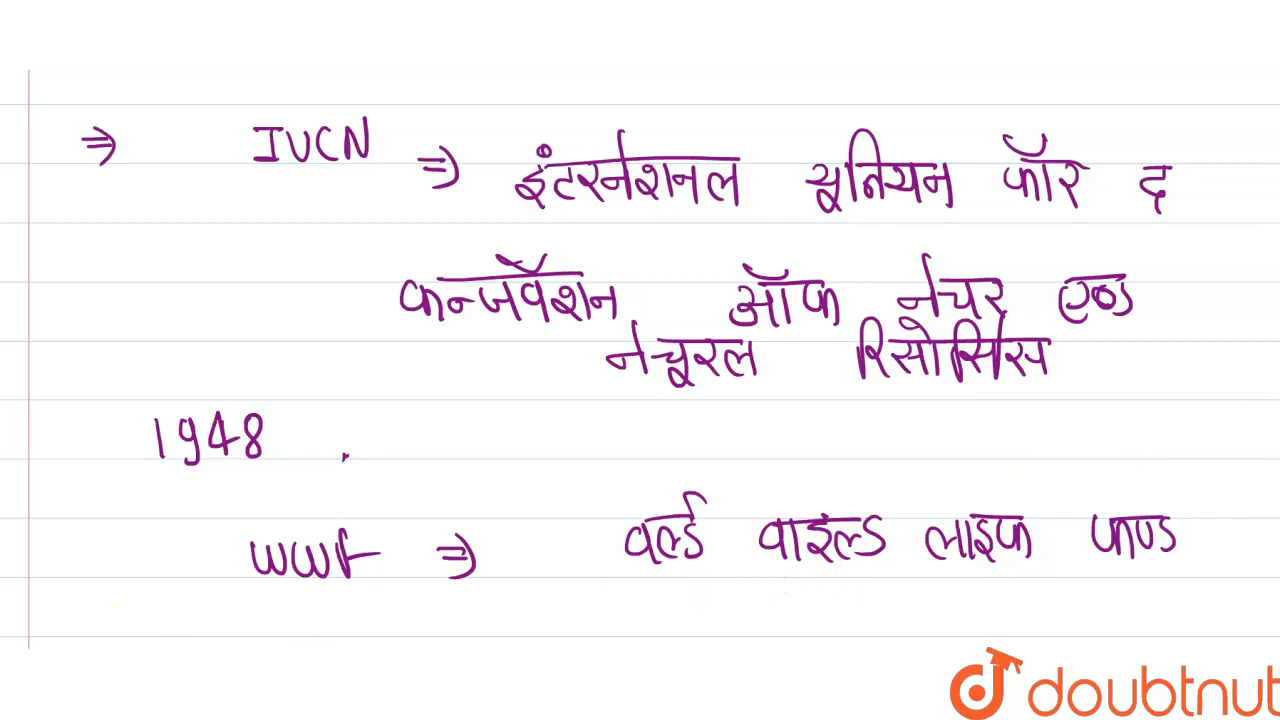 ⇒ IUCN ⇒ इंटरनेशनल यूनियन फॉर द
कन्जर्वेशन ऑफ नेचर एण्ड
नेचूरल रिसोर्सेस
1948 .
WWF ⇒ वर्ल्ड वाइल्ड लाइफ फण्ड
doubtnut